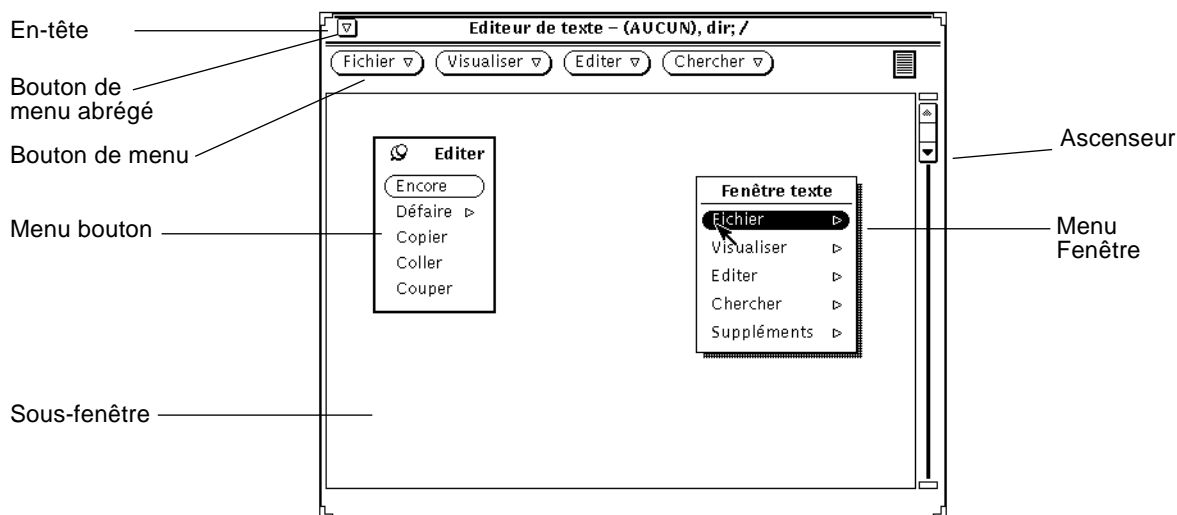 En-tête
Editeur de texte – (AUCUN), dir; /
Fichier
Visualiser
Editer
Chercher
Bouton de
menu abrégé
Bouton de menu
Ascenseur
Editer
Encore
Défaire
Copier
Coller
Couper
Menu bouton
Fenêtre texte
Fichier
Visualiser
Editer
Chercher
Suppléments
Menu
Fenêtre
Sous-fenêtre